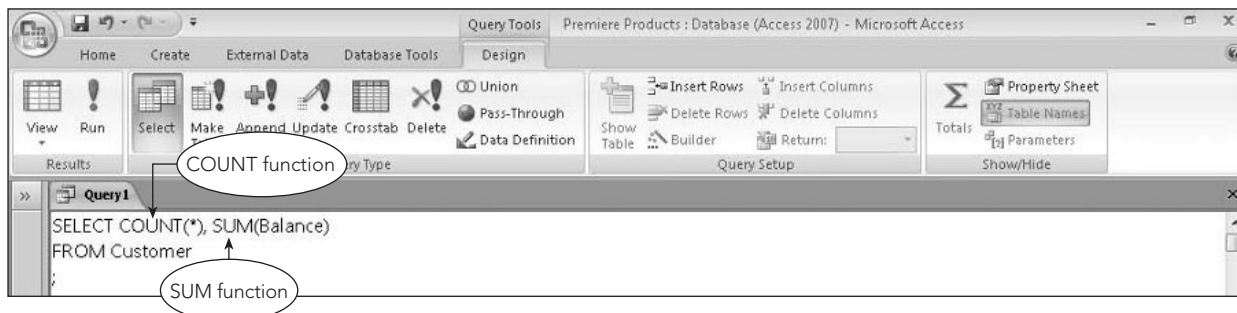 Query Tools Premiere Products : Database (Access 2007) - Microsoft Access
Home Create External Data Database Tools Design
View Run
Results
Select Make Append Update Crosstab Delete
Union
Pass-Through
Data Definition
Show Table
Insert Rows
Delete Rows
Builder
Insert Columns
Delete Columns
Return:
Query Setup
Totals
Property Sheet
Table Names
Parameters
Show/Hide
COUNT function
Query1
SELECT COUNT(*), SUM(Balance)
FROM Customer
;
SUM function